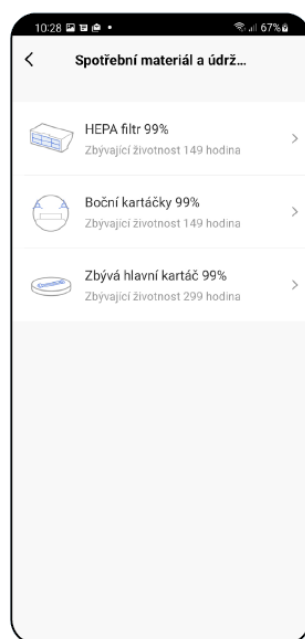 10:28 67%
Spotřební materiál a údrž...
HEPA filtr 99%
Zbývající životnost 149 hodina
Boční kartáčky 99%
Zbývající životnost 149 hodina
Zbývá hlavní kartáč 99%
Zbývající životnost 299 hodina